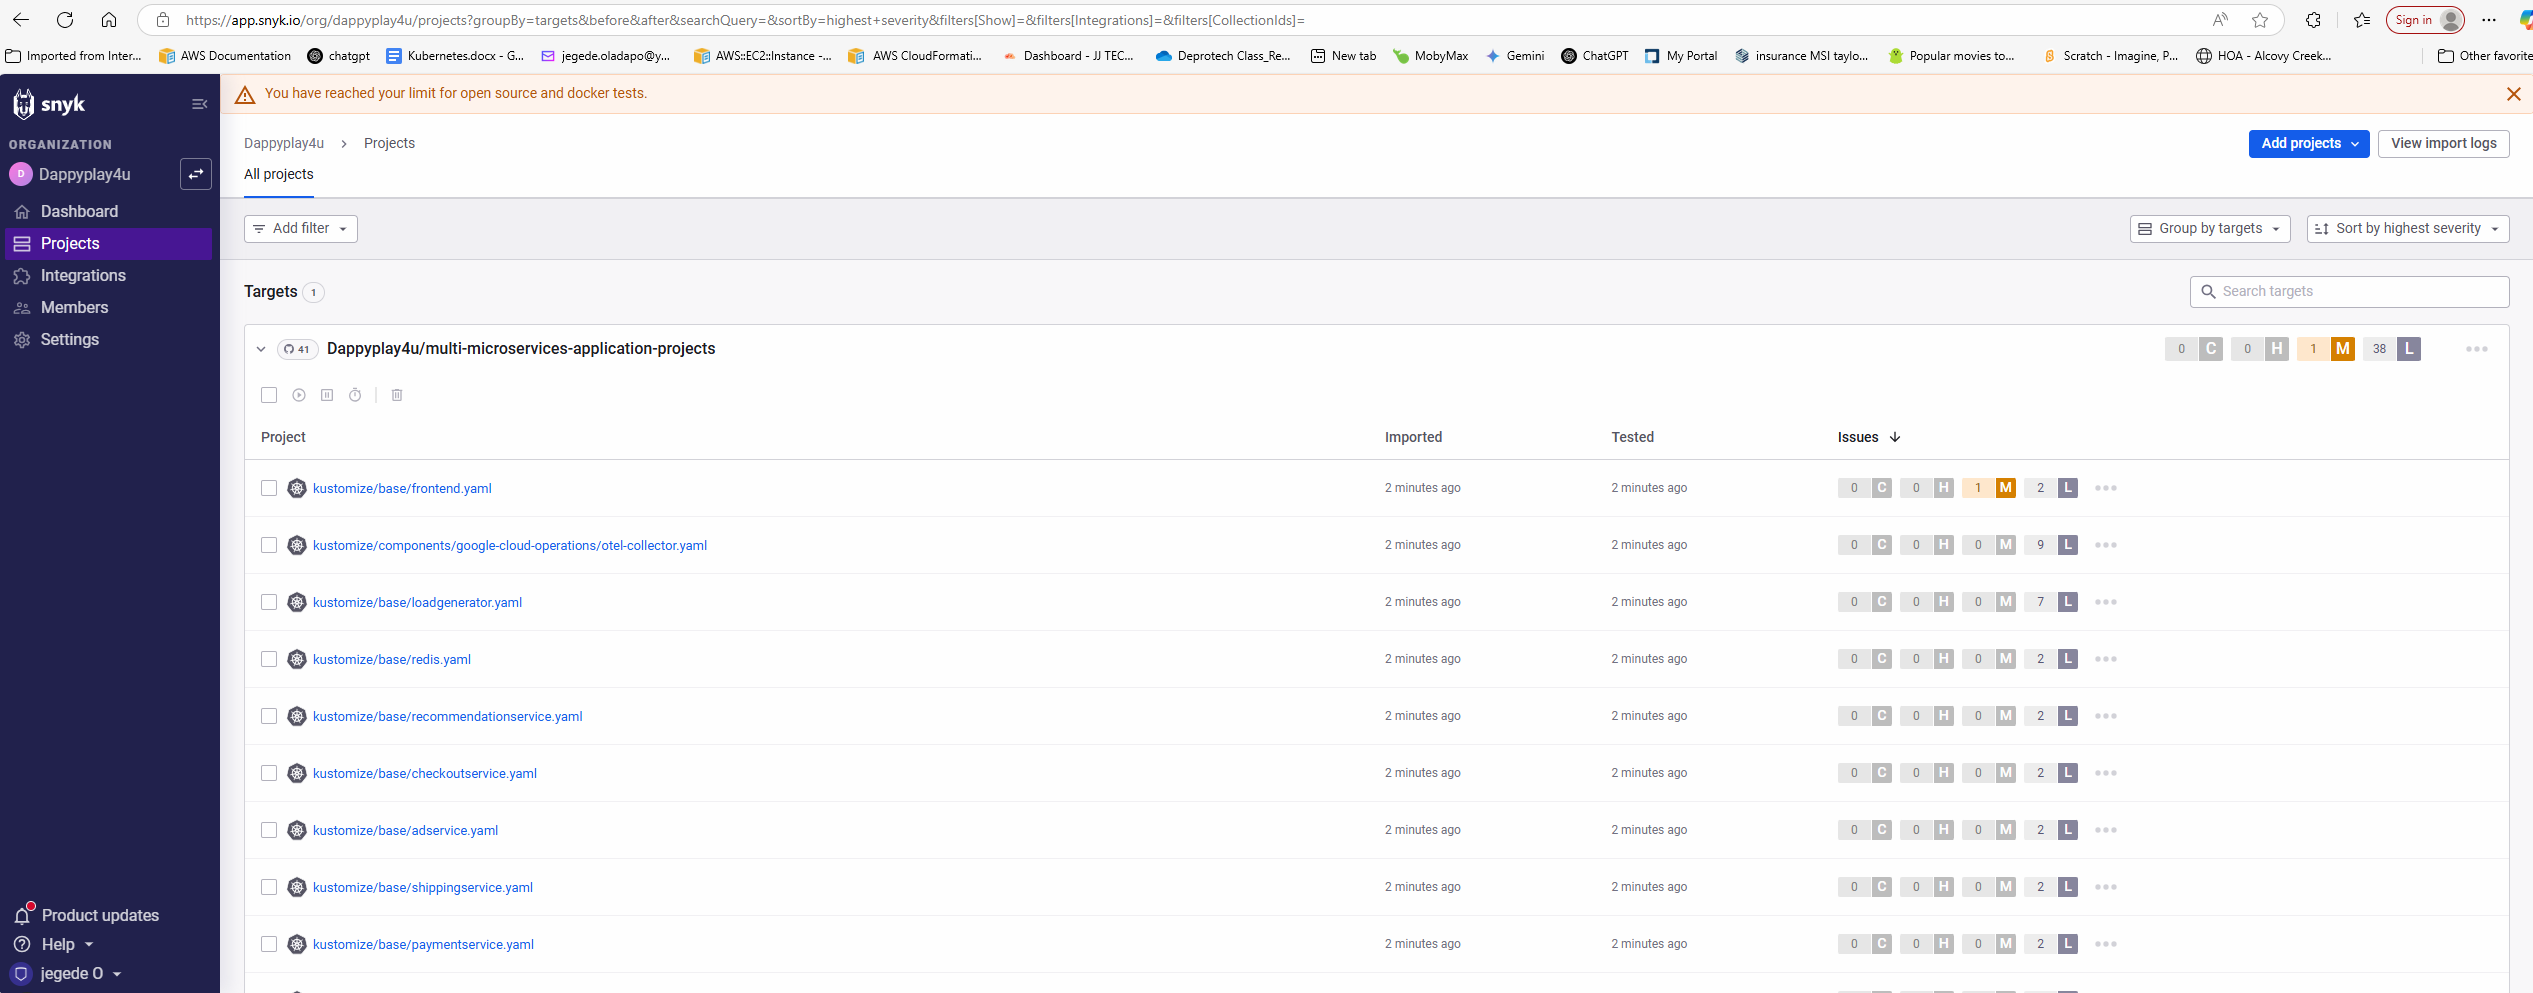 https://app.snyk.io/org/dappyplay4u/projects?groupBy=targets&before&after&searchQuery=&sortBy=highest+severity&filters[Show]=&filters[Integrations]=&filters[CollectionIds]=
Sign in
Imported from Inter...
AWS Documentation
chatgpt
Kubernetes.docx - G...
jegede.oladapo@y...
AWS::EC2::Instance -...
AWS CloudFormati...
Dashboard - JJ TEC...
Deprotech Class_Re...
New tab
MobyMax
Gemini
ChatGPT
My Portal
insurance MSI taylo...
Popular movies to...
Scratch - Imagine, P...
HOA - Alcovy Creek...
Other favorite
snyk
ORGANIZATION
D Dappyplay4u
Dashboard
Projects
Integrations
Members
Settings
Product updates
Help
jegede O
You have reached your limit for open source and docker tests.
Dappyplay4u > Projects
Add projects
View import logs
All projects
Add filter
Group by targets
Sort by highest severity
Targets 1
Search targets
41 Dappyplay4u/multi-microservices-application-projects 0 C 0 H 1 M 38 L
Project Imported Tested Issues
kustomize/base/frontend.yaml 2 minutes ago 2 minutes ago 0 C 0 H 1 M 2 L
kustomize/components/google-cloud-operations/otel-collector.yaml 2 minutes ago 2 minutes ago 0 C 0 H 0 M 9 L
kustomize/base/loadgenerator.yaml 2 minutes ago 2 minutes ago 0 C 0 H 0 M 7 L
kustomize/base/redis.yaml 2 minutes ago 2 minutes ago 0 C 0 H 0 M 2 L
kustomize/base/recommendationservice.yaml 2 minutes ago 2 minutes ago 0 C 0 H 0 M 2 L
kustomize/base/checkoutservice.yaml 2 minutes ago 2 minutes ago 0 C 0 H 0 M 2 L
kustomize/base/adservice.yaml 2 minutes ago 2 minutes ago 0 C 0 H 0 M 2 L
kustomize/base/shippingservice.yaml 2 minutes ago 2 minutes ago 0 C 0 H 0 M 2 L
kustomize/base/paymentservice.yaml 2 minutes ago 2 minutes ago 0 C 0 H 0 M 2 L